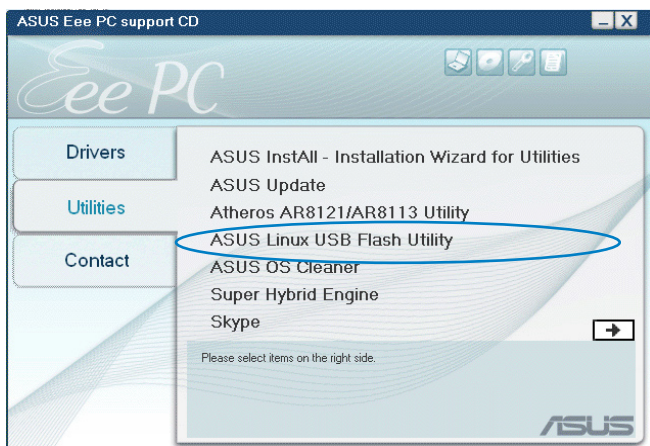 ASUS Eee PC support CD
Eee PC
Drivers
Utilities
Contact
ASUS InstAll - Installation Wizard for Utilities
ASUS Update
Atheros AR8121/AR8113 Utility
ASUS Linux USB Flash Utility
ASUS OS Cleaner
Super Hybrid Engine
Skype
Please select items on the right side.
ASUS